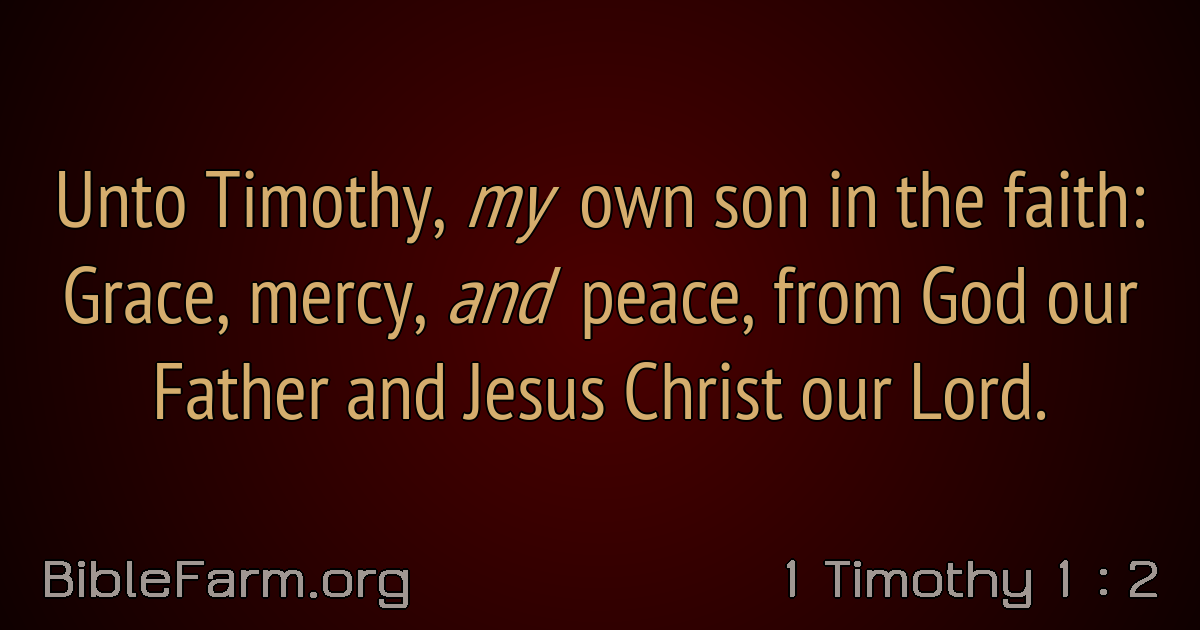 Unto Timothy, my own son in the faith:
Grace, mercy, and peace, from God our
Father and Jesus Christ our Lord.
BibleFarm.org
1 Timothy 1 : 2